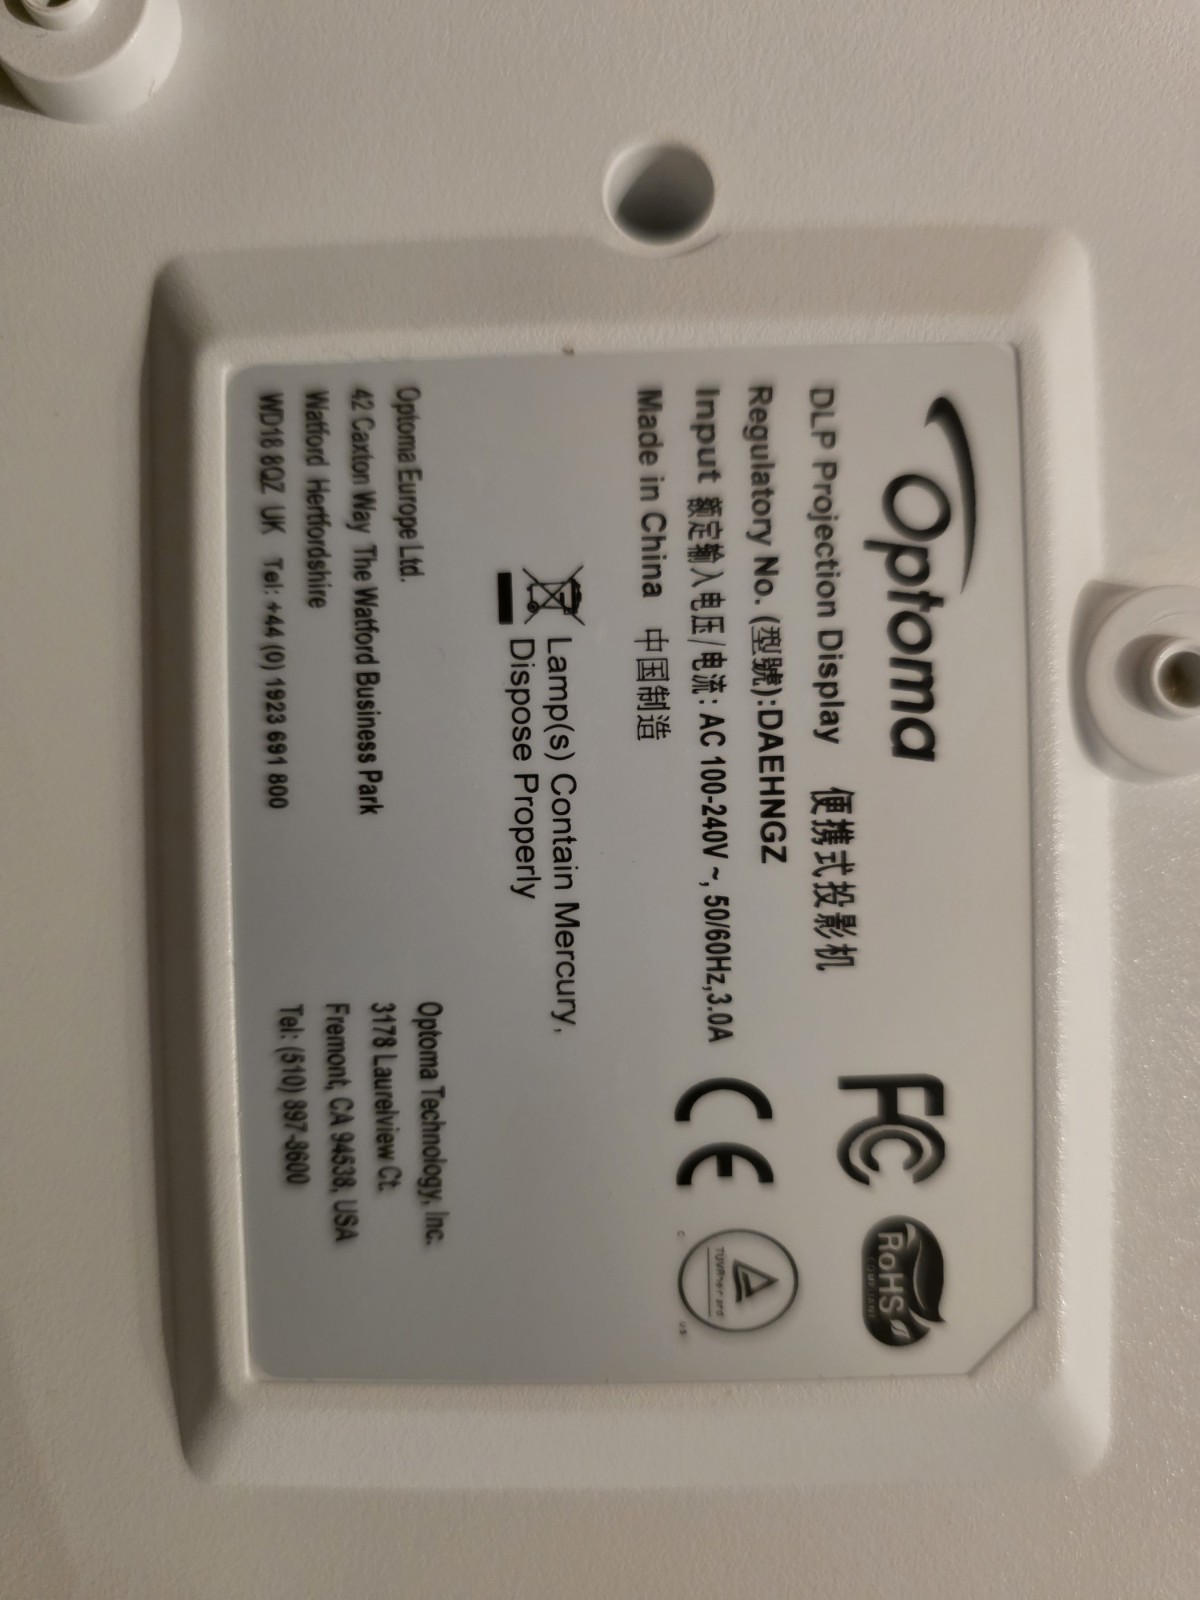 Optoma
DLP Projection Display 便携式投影机
Regulatory No. (型號):DAEHNGZ
Input 额定输入电压/电流: AC 100-240V ~, 50/60Hz,3.0A
Made in China 中国制造
FC
RoHS
COMPLIANT
CE
c
us
Lamp(s) Contain Mercury,
Dispose Properly
Optoma Europe Ltd.
42 Caxton Way The Watford Business Park
Watford Hertfordshire
WD18 8QZ UK Tel: +44 (0) 1923 691 800
Optoma Technology, Inc.
3178 Laurelview Ct.
Fremont, CA 94538, USA
Tel: (510) 897-8600